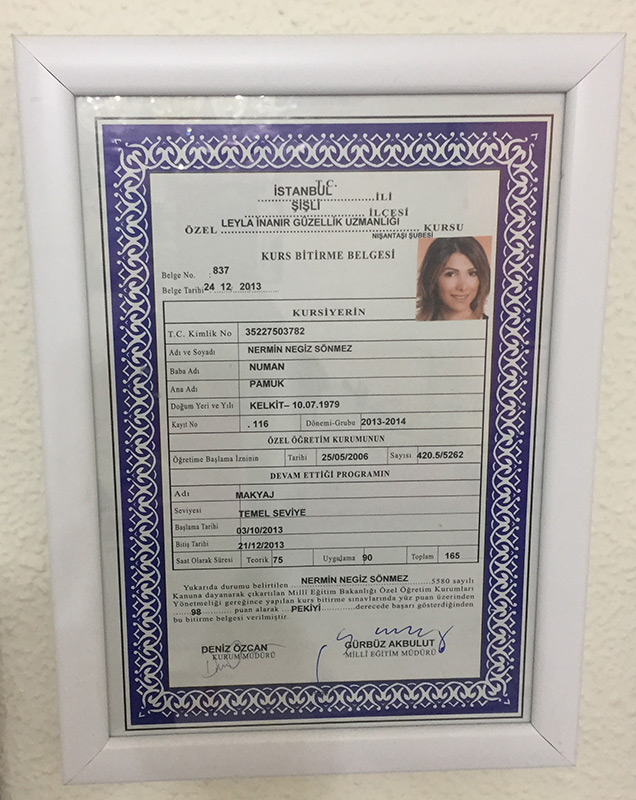 T.C.
İSTANBUL ........................İLİ
ŞİŞLİ ........................İLÇESİ
ÖZEL LEYLA İNANIR GÜZELLİK UZMANLIĞI KURSU
NİŞANTAŞI ŞUBESİ
KURS BİTİRME BELGESİ
Belge No. : 837
Belge Tarihi 24 12 2013
KURSİYERİN
T.C. Kimlik No 35227503782
Adı ve Soyadı NERMİN NEGİZ SÖNMEZ
Baba Adı NUMAN
Ana Adı PAMUK
Doğum Yeri ve Yılı KELKİT– 10.07.1979
Kayıt No . 116 Dönemi-Grubu 2013-2014
ÖZEL ÖĞRETİM KURUMUNUN
Öğretime Başlama İzninin Tarihi 25/05/2006 Sayısı 420.5/5262
DEVAM ETTİĞİ PROGRAMIN
Adı MAKYAJ
Seviyesi TEMEL SEVİYE
Başlama Tarihi 03/10/2013
Bitiş Tarihi 21/12/2013
Saat Olarak Süresi Teorik 75 Uygulama 90 Toplam 165
Yukarıda durumu belirtilen NERMİN NEGİZ SÖNMEZ 5580 sayılı
Kanuna dayanarak çıkartılan Millî Eğitim Bakanlığı Özel Öğretim Kurumları
Yönetmeliği gereğince yapılan kurs bitirme sınavlarında yüz puan üzerinden
98 puan alarak PEKİYİ derecede başarı gösterdiğinden
bu bitirme belgesi verilmiştir.
DENİZ ÖZCAN GÜRBÜZ AKBULUT
KURUM MÜDÜRÜ MİLLÎ EĞİTİM MÜDÜRÜ